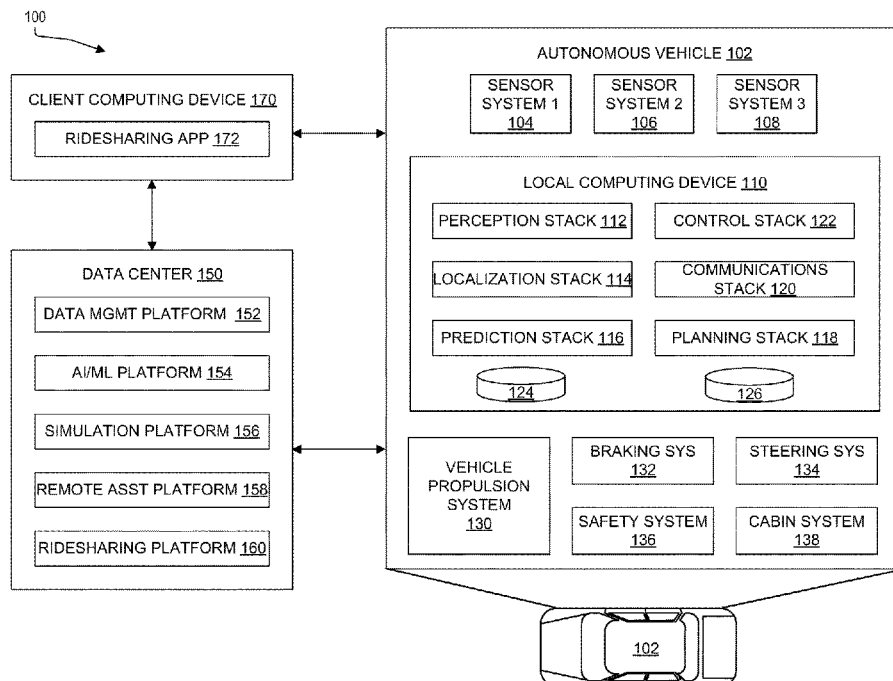 100
CLIENT COMPUTING DEVICE 170
RIDESHARING APP 172
DATA CENTER 150
DATA MGMT PLATFORM 152
AI/ML PLATFORM 154
SIMULATION PLATFORM 156
REMOTE ASST PLATFORM 158
RIDESHARING PLATFORM 160
AUTONOMOUS VEHICLE 102
SENSOR
SYSTEM 1
104
SENSOR
SYSTEM 2
106
SENSOR
SYSTEM 3
108
LOCAL COMPUTING DEVICE 110
PERCEPTION STACK 112
CONTROL STACK 122
LOCALIZATION STACK 114
COMMUNICATIONS
STACK 120
PREDICTION STACK 116
PLANNING STACK 118
124
126
VEHICLE
PROPULSION
SYSTEM
130
BRAKING SYS
132
STEERING SYS
134
SAFETY SYSTEM
136
CABIN SYSTEM
138
102